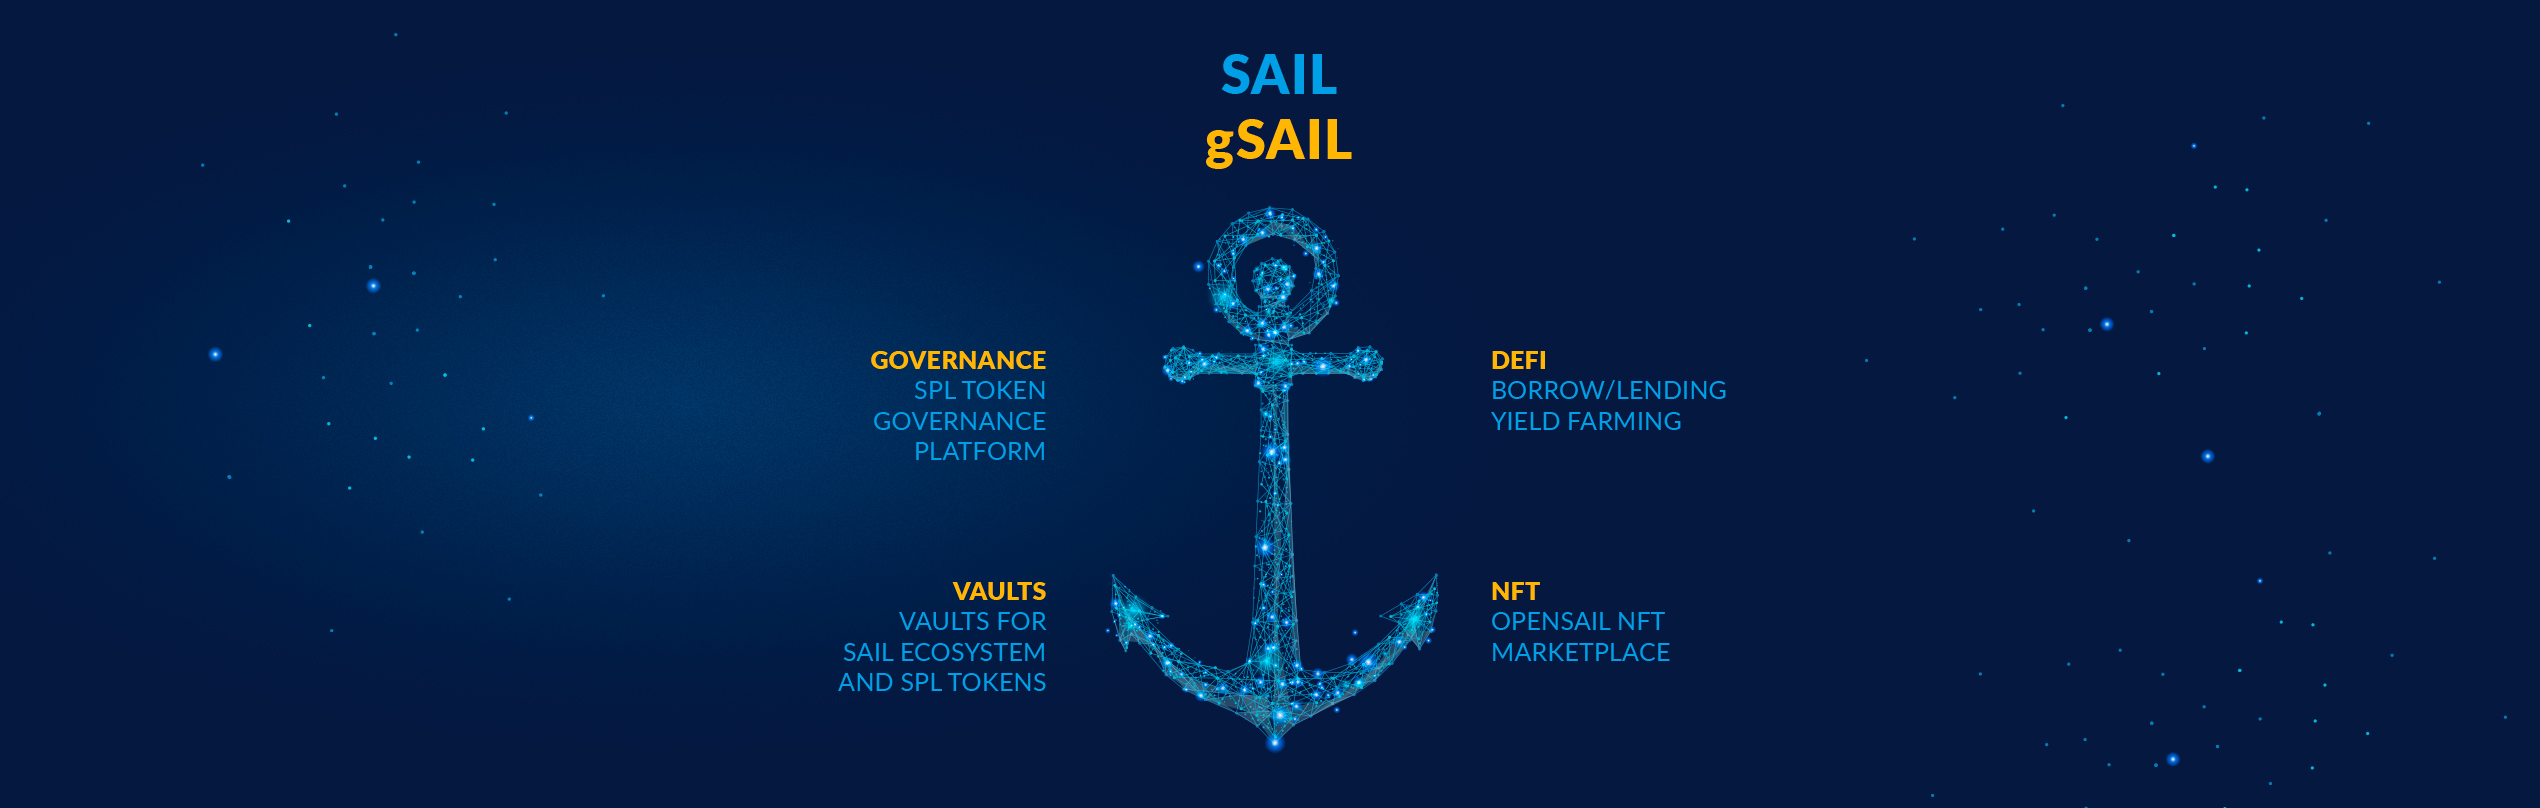 SAIL
gSAIL
GOVERNANCE
SPL TOKEN
GOVERNANCE
PLATFORM
DEFI
BORROW/LENDING
YIELD FARMING
VAULTS
VAULTS FOR
SAIL ECOSYSTEM
AND SPL TOKENS
NFT
OPENSAIL NFT
MARKETPLACE